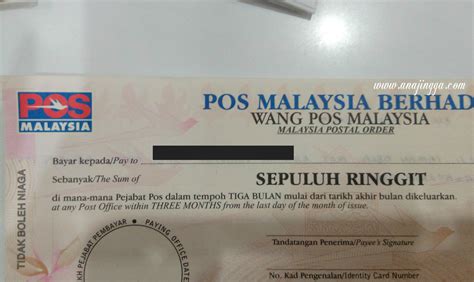 www.anajingga.com
POS
MALAYSIA
POS MALAYSIA BERHAD
WANG POS MALAYSIA
MALAYSIA POSTAL ORDER
Bayar kepada/Pay to
Sebanyak/The Sum of
SEPULUH RINGGIT
di mana-mana Pejabat Pos dalam tempoh TIGA BULAN mulai dari tarikh akhir bulan dikeluarkan.
at any Post Office within THREE MONTHS from the last day of the month of issue.
TIDAK BOLEH NIAGA
KH PEJABAT PEMBAYAR • PAYING OFFICE DATE
Tandatangan Penerima/Payee's Signature
No. Kad Pengenalan/Identity Card Number